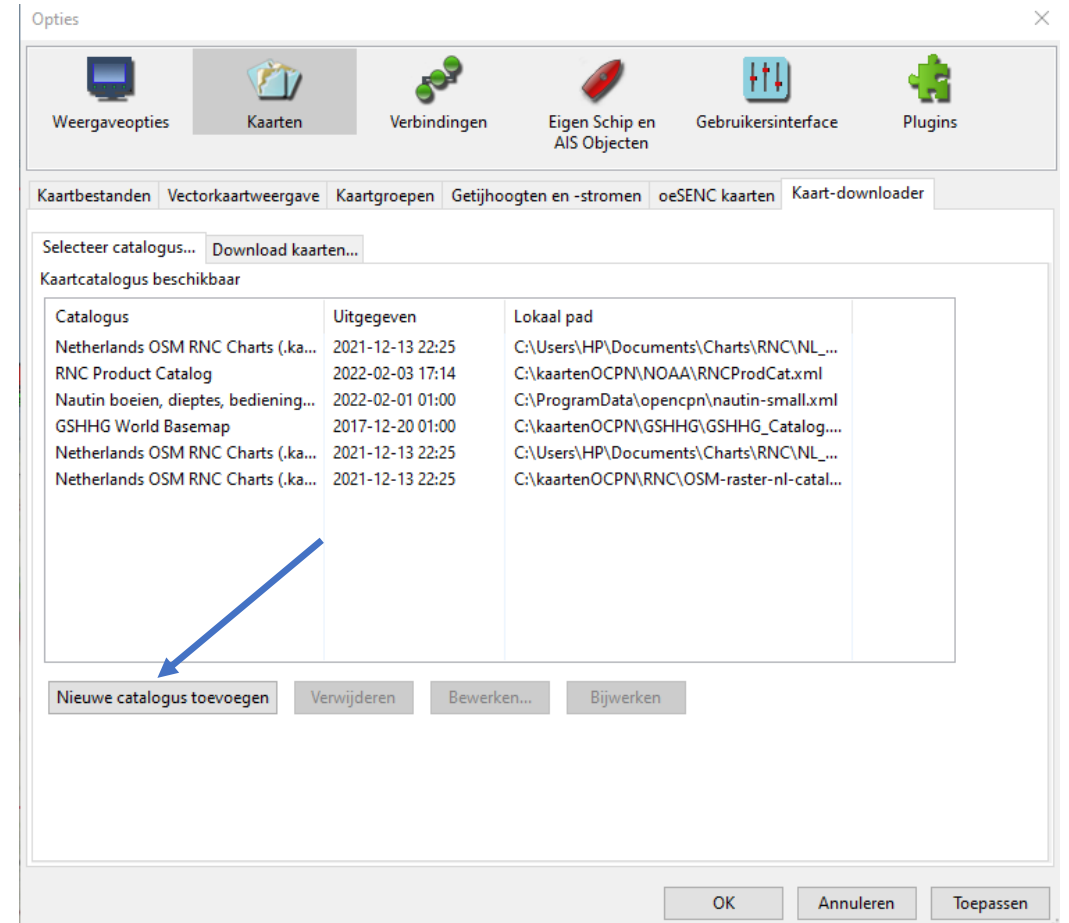 Opties
Weergaveopties Kaarten Verbindingen Eigen Schip en AIS Objecten Gebruikersinterface Plugins
Kaartbestanden Vectorkaartweergave Kaartgroepen Getijhoogten en -stromen oeSENC kaarten Kaart-downloader
Selecteer catalogus... Download kaarten...
Kaartcatalogus beschikbaar
Catalogus Uitgegeven Lokaal pad
Netherlands OSM RNC Charts (.ka... 2021-12-13 22:25 C:\Users\HP\Documents\Charts\RNC\NL_...
RNC Product Catalog 2022-02-03 17:14 C:\kaartenOCPN\NOAA\RNCProdCat.xml
Nautin boeien, dieptes, bediening... 2022-02-01 01:00 C:\ProgramData\opencpn\nautin-small.xml
GSHHG World Basemap 2017-12-20 01:00 C:\kaartenOCPN\GSHHG\GSHHG_Catalog....
Netherlands OSM RNC Charts (.ka... 2021-12-13 22:25 C:\Users\HP\Documents\Charts\RNC\NL_...
Netherlands OSM RNC Charts (.ka... 2021-12-13 22:25 C:\kaartenOCPN\RNC\OSM-raster-nl-catal...
Nieuwe catalogus toevoegen Verwijderen Bewerken... Bijwerken
OK Annuleren Toepassen